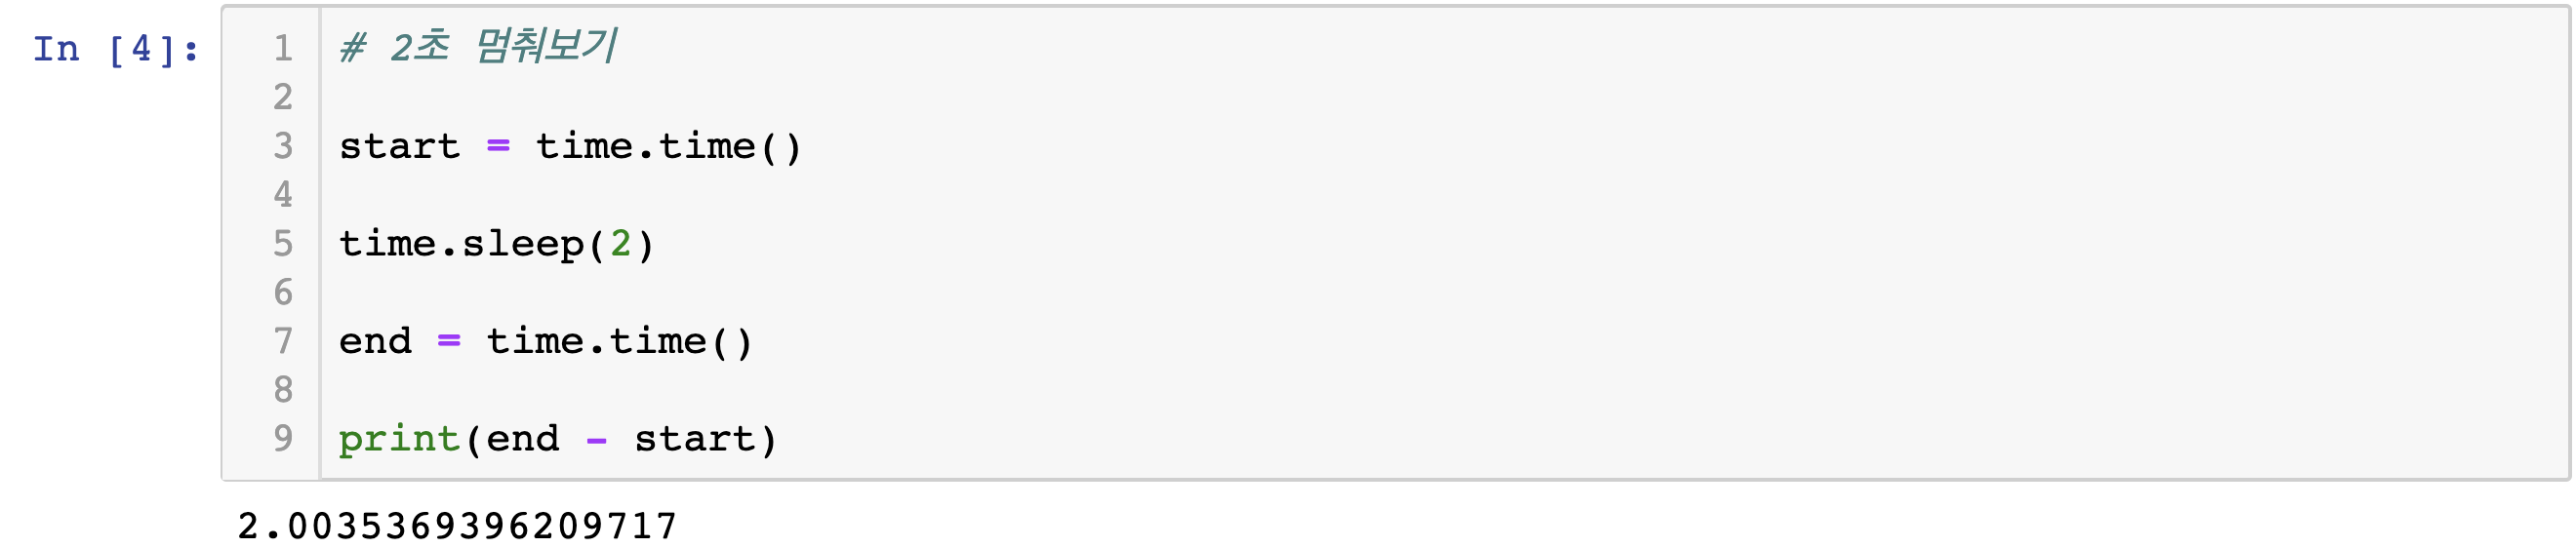 In [4]:
1 # 2초 멈춰보기
2
3 start = time.time()
4
5 time.sleep(2)
6
7 end = time.time()
8
9 print(end - start)
2.0035369396209717